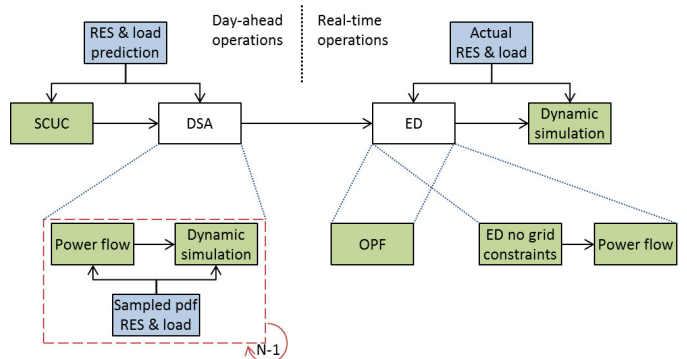 RES & load
prediction
Day-ahead
operations
Real-time
operations
Actual
RES & load
SCUC
DSA
ED
Dynamic
simulation
Power flow
Dynamic
simulation
OPF
ED no grid
constraints
Power flow
Sampled pdf
RES & load
N-1